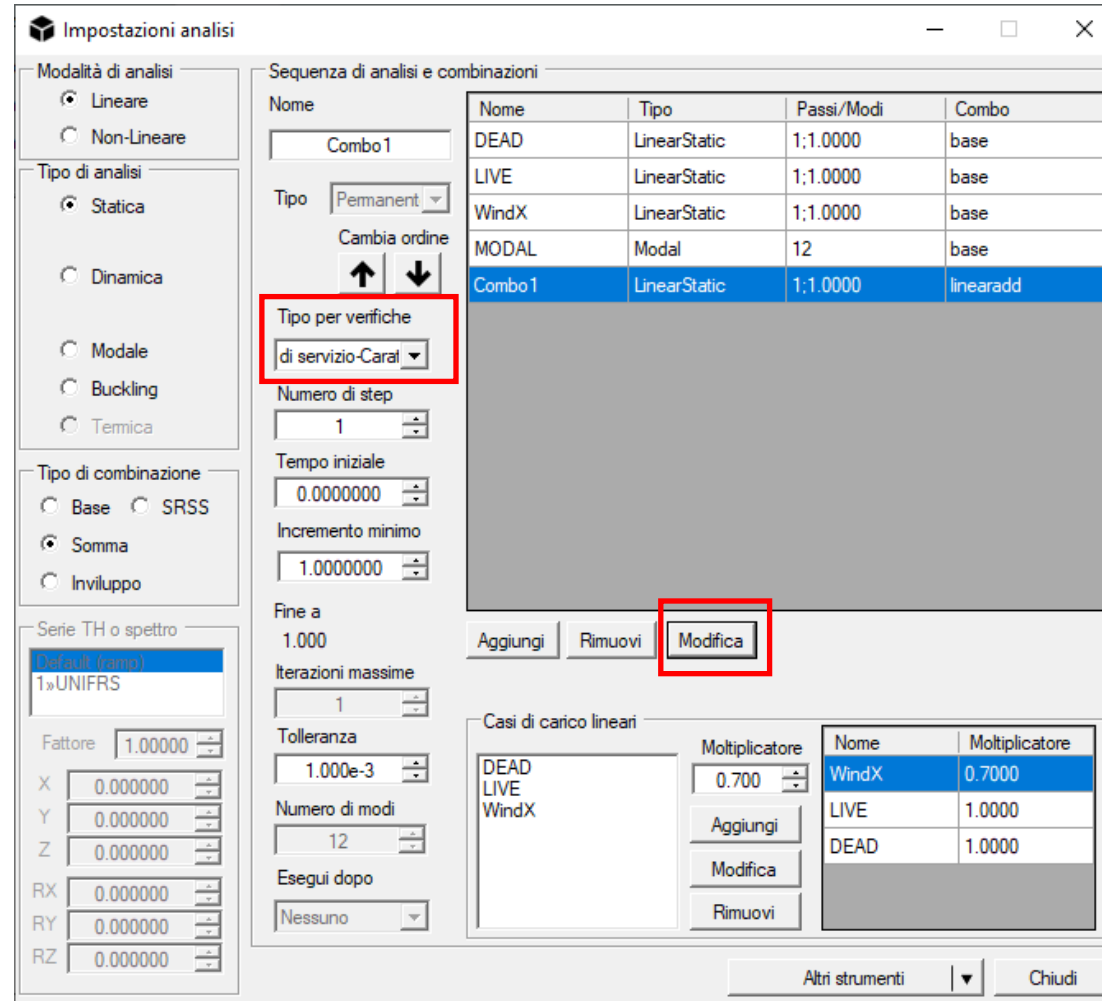 Impostazioni analisi
Modalità di analisi
Lineare
Non-Lineare
Tipo di analisi
Statica
Dinamica
Modale
Buckling
Termica
Tipo di combinazione
Base SRSS
Somma
Inviluppo
Serie TH o spettro
Default (ramp)
1»UNIFRS
Fattore 1.00000
X 0.000000
Y 0.000000
Z 0.000000
RX 0.000000
RY 0.000000
RZ 0.000000
Sequenza di analisi e combinazioni
Nome
Combo1
Tipo Permanent
Cambia ordine
Tipo per verifiche
di servizio-Carat
Numero di step
1
Tempo iniziale
0.0000000
Incremento minimo
1.0000000
Fine a
1.000
Iterazioni massime
1
Tolleranza
1.000e-3
Numero di modi
12
Esegui dopo
Nessuno
Nome Tipo Passi/Modi Combo
DEAD LinearStatic 1;1.0000 base
LIVE LinearStatic 1;1.0000 base
WindX LinearStatic 1;1.0000 base
MODAL Modal 12 base
Combo1 LinearStatic 1;1.0000 linearadd
Aggiungi Rimuovi Modifica
Casi di carico lineari
DEAD
LIVE
WindX
Moltiplicatore
0.700
Aggiungi
Modifica
Rimuovi
Nome Moltiplicatore
WindX 0.7000
LIVE 1.0000
DEAD 1.0000
Altri strumenti Chiudi